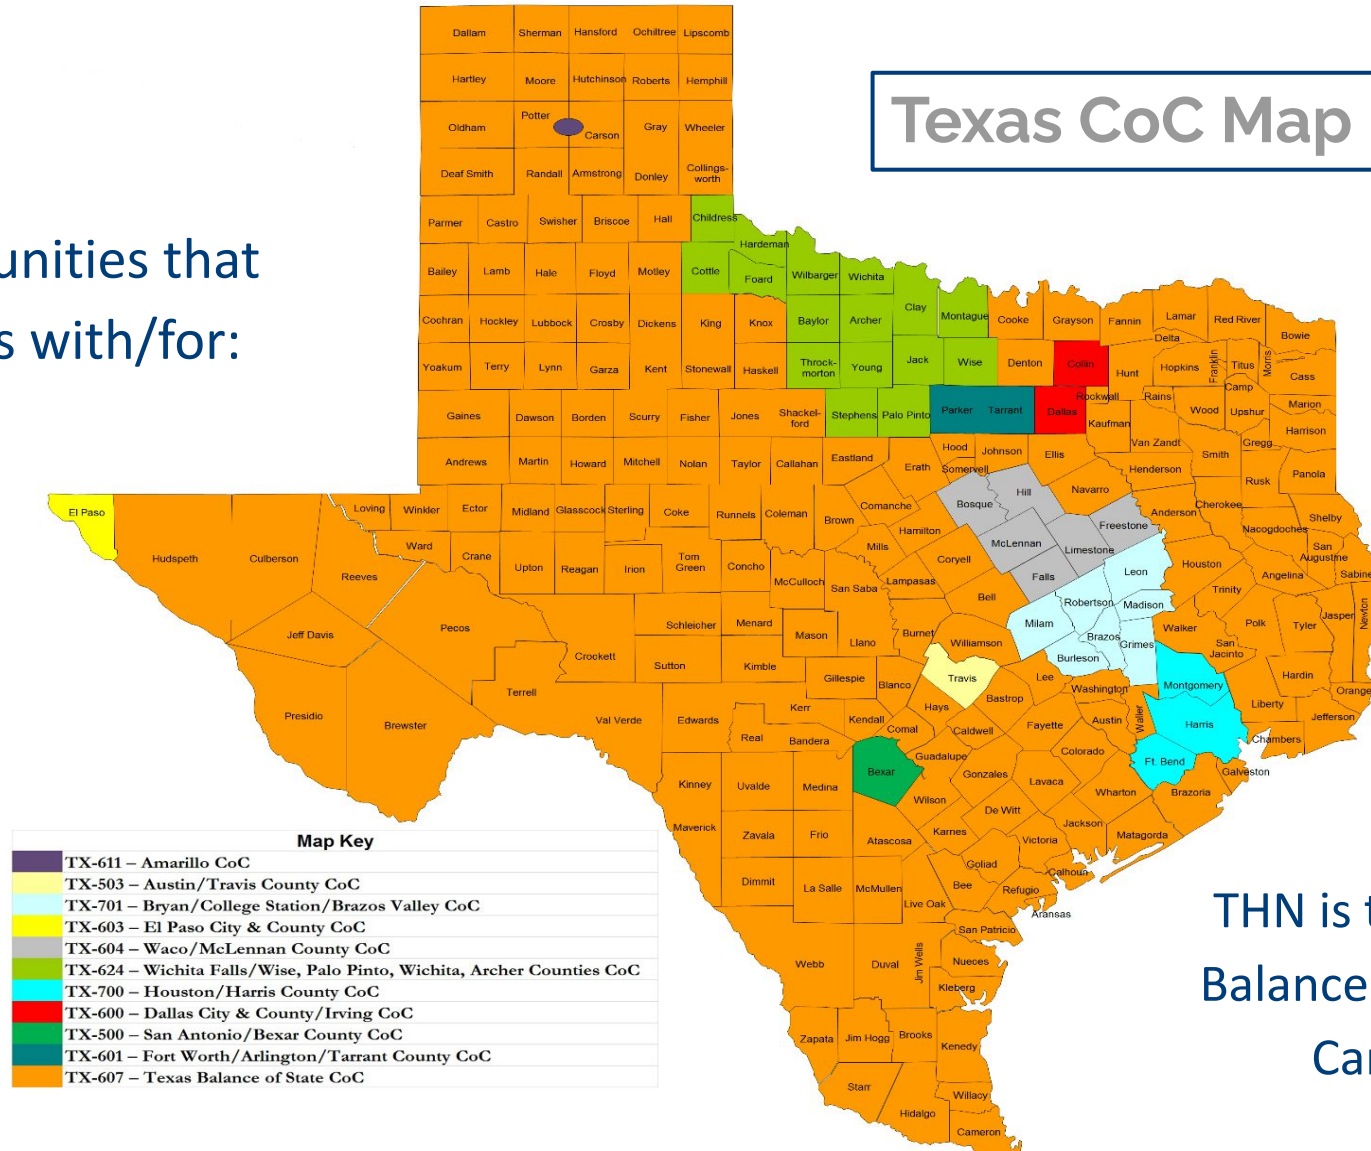 Texas CoC Map
unities that
s with/for:
Dallam Sherman Hansford Ochiltree Lipscomb
Hartley Moore Hutchinson Roberts Hemphill
Oldham Potter Carson Gray Wheeler
Deaf Smith Randall Armstrong Donley Collings-
worth
Parmer Castro Swisher Briscoe Hall Childress
Hardeman
Bailey Lamb Hale Floyd Motley Cottle Foard Wilbarger Wichita
Clay Montague
Cochran Hockley Lubbock Crosby Dickens King Knox Baylor Archer Cooke Grayson Fannin Lamar Red River Bowie
Delta
Yoakum Terry Lynn Garza Kent Stonewall Haskell Throck-
morton Young Jack Wise Denton Collin Hunt Hopkins Franklin Titus Morris Cass
Camp
Rockwall Rains Marion
Gaines Dawson Borden Scurry Fisher Jones Shackel-
ford Stephens Palo Pinto Parker Tarrant Dallas Kaufman Wood Upshur Harrison
Van Zandt Gregg
Andrews Martin Howard Mitchell Nolan Taylor Callahan Eastland Erath Hood Somervell Johnson Ellis Henderson Smith Rusk Panola
El Paso Loving Winkler Ector Midland Glasscock Sterling Coke Runnels Coleman Brown Comanche Bosque Hill Navarro Anderson Cherokee Shelby
Hudspeth Culberson Reeves Ward Crane Upton Reagan Irion Tom
Green Concho McCulloch Mills Hamilton McLennan Limestone Freestone Nacogdoches San
Augustine Sabine
San Saba Lampasas Coryell Falls Leon Houston Angelina
Bell Robertson Madison Trinity
Jeff Davis Pecos Schleicher Menard Mason Llano Burnet Williamson Milam Brazos Grimes Walker Polk Tyler Jasper Newton
San
Jacinto
Crockett Sutton Kimble Gillespie Blanco Travis Burleson Lee Washington Montgomery Hardin Orange
Presidio Brewster Terrell Val Verde Edwards Kerr Kendall Hays Bastrop Fayette Austin Waller Harris Liberty Jefferson
Real Bandera Comal Caldwell Colorado Chambers
Kinney Uvalde Medina Bexar Guadalupe Gonzales Lavaca Ft. Bend Galveston
Wilson Wharton Brazoria
Maverick Zavala Frio Atascosa Karnes De Witt Jackson Matagorda
Victoria
Dimmit La Salle McMullen Live Oak Bee Goliad Refugio Calhoun
Aransas
San Patricio
Webb Duval Jim Wells Nueces
Kleberg
Zapata Jim Hogg Brooks Kenedy
Starr Hidalgo Willacy
Cameron
Map Key
TX-611 – Amarillo CoC
TX-503 – Austin/Travis County CoC
TX-701 – Bryan/College Station/Brazos Valley CoC
TX-603 – El Paso City & County CoC
TX-604 – Waco/McLennan County CoC
TX-624 – Wichita Falls/Wise, Palo Pinto, Wichita, Archer Counties CoC
TX-700 – Houston/Harris County CoC
TX-600 – Dallas City & County/Irving CoC
TX-500 – San Antonio/Bexar County CoC
TX-601 – Fort Worth/Arlington/Tarrant County CoC
TX-607 – Texas Balance of State CoC
THN is t
Balance
Ca